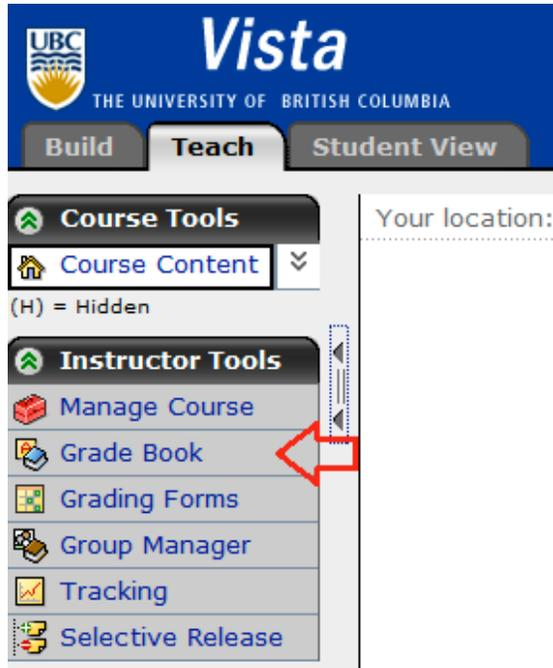 UBC
Vista
THE UNIVERSITY OF BRITISH COLUMBIA
Build Teach Student View
Course Tools
Your location:
Course Content
(H) = Hidden
Instructor Tools
Manage Course
Grade Book
Grading Forms
Group Manager
Tracking
Selective Release